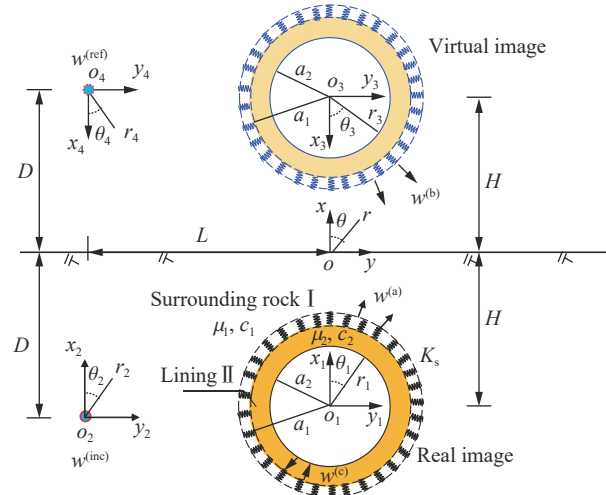 w(ref)
o4
y4
θ4
x4
r4
Virtual image
a2
o3
y3
a1
θ3
r3
x3
w(b)
D
H
x
θ
r
L
o
y
Surrounding rock Ⅰ
w(a)
μ1, c1
μ2, c2
Ks
H
D
x2
θ2
r2
x1
θ1
Lining Ⅱ
a2
r1
o1
y1
a1
o2
y2
w(inc)
w(c)
Real image